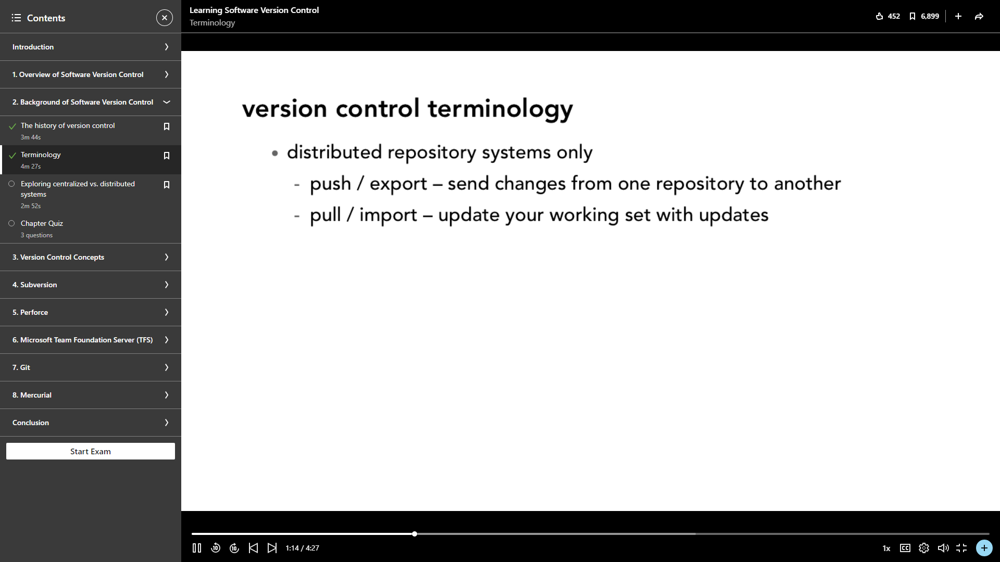 Contents
Introduction
1. Overview of Software Version Control
2. Background of Software Version Control
The history of version control
3m 44s
Terminology
4m 27s
Exploring centralized vs. distributed
systems
2m 52s
Chapter Quiz
3 questions
3. Version Control Concepts
4. Subversion
5. Perforce
6. Microsoft Team Foundation Server (TFS)
7. Git
8. Mercurial
Conclusion
Start Exam
Learning Software Version Control
Terminology
452
6,899
version control terminology
• distributed repository systems only
- push / export – send changes from one repository to another
- pull / import – update your working set with updates
10
10
1:14 / 4:27
1x
CC